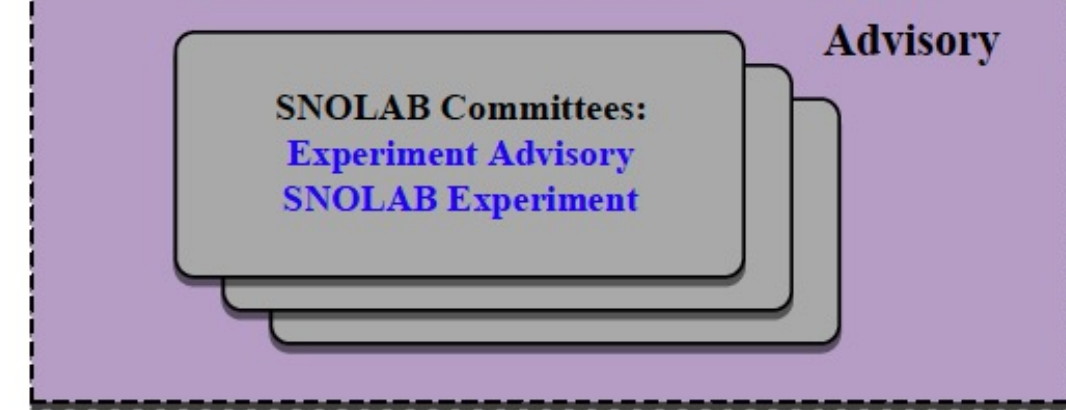 Advisory
SNOLAB Committees:
Experiment Advisory
SNOLAB Experiment